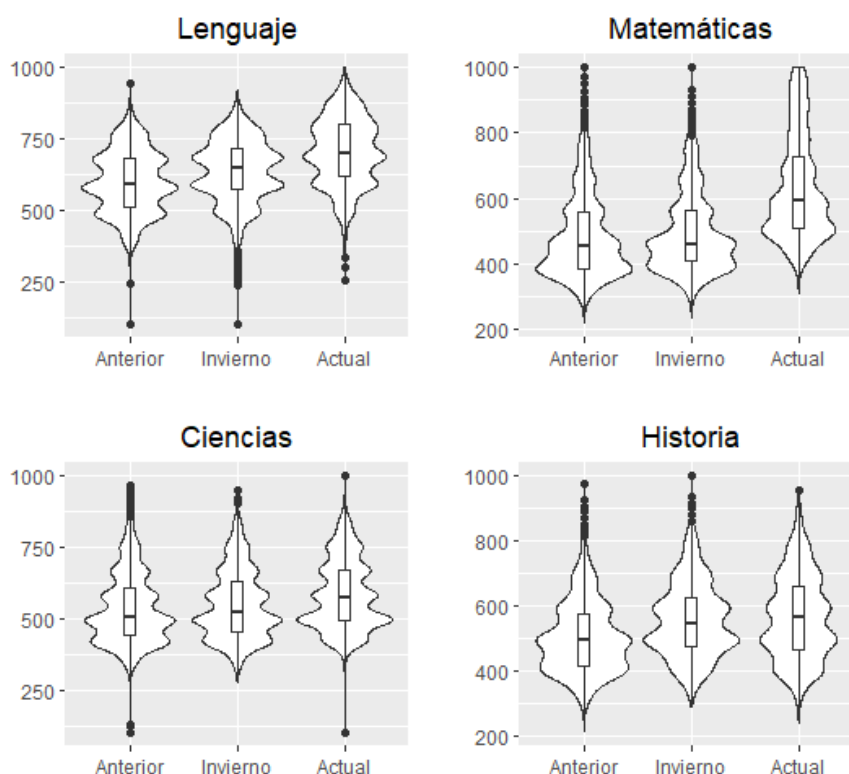 Lenguaje
1000
750
500
250
Anterior Invierno Actual
Matemáticas
1000
800
600
400
200
Anterior Invierno Actual
Ciencias
1000
750
500
250
Anterior Invierno Actual
Historia
1000
800
600
400
200
Anterior Invierno Actual